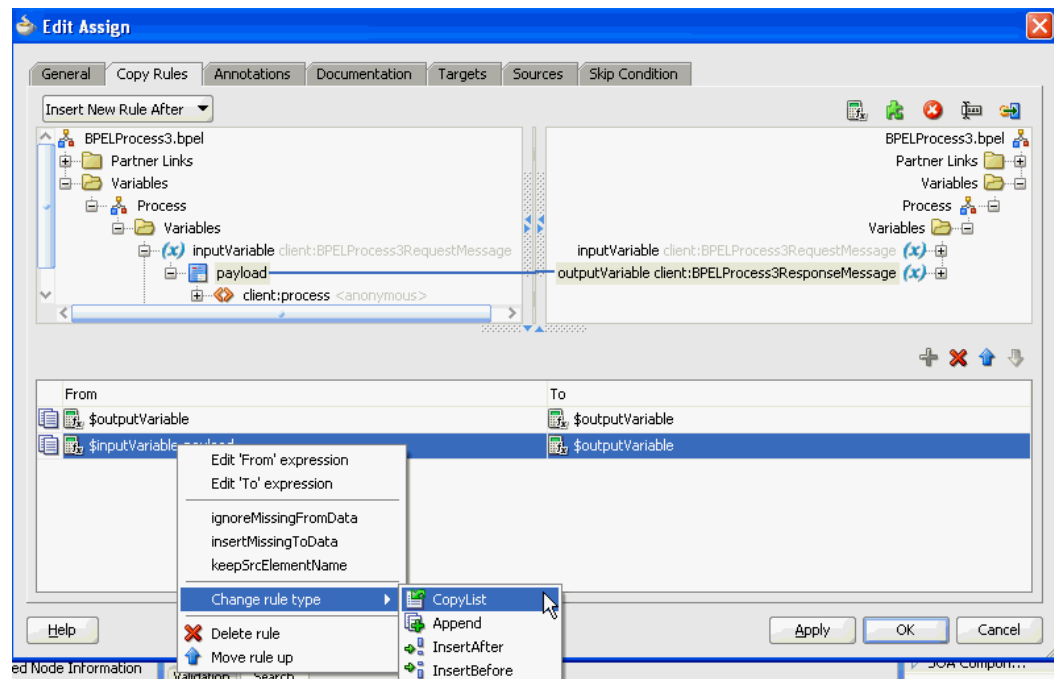 Edit Assign
General Copy Rules Annotations Documentation Targets Sources Skip Condition
Insert New Rule After
BPELProcess3.bpel
Partner Links
Variables
Process
Variables
inputVariable client:BPELProcess3RequestMessage
payload
client:process <anonymous>
BPELProcess3.bpel
Partner Links
Variables
Process
Variables
inputVariable client:BPELProcess3RequestMessage
outputVariable client:BPELProcess3ResponseMessage
From To
$outputVariable $outputVariable
$inputVariable.payload $outputVariable
Edit 'From' expression
Edit 'To' expression
ignoreMissingFromData
insertMissingToData
keepSrcElementName
Change rule type
Delete rule
Move rule up
CopyList
Append
InsertAfter
InsertBefore
Help Apply OK Cancel
ed Node Information Validation Search